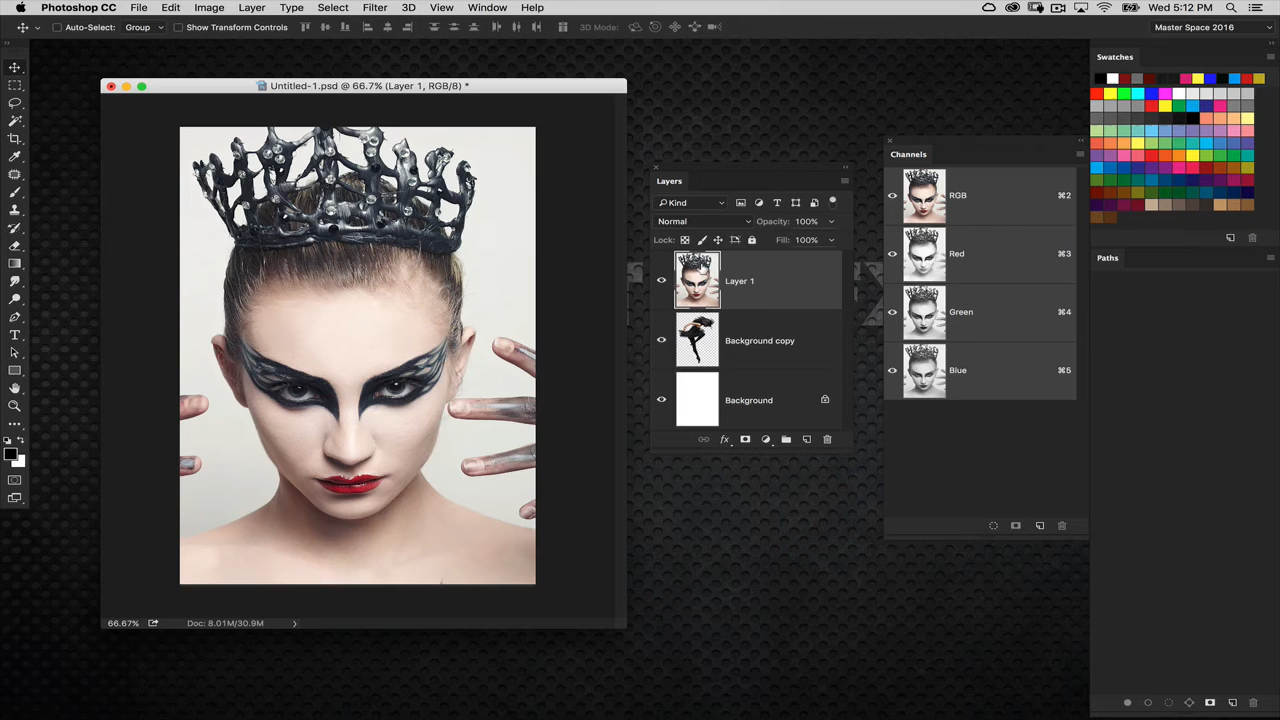 Photoshop CC File Edit Image Layer Type Select Filter 3D View Window Help Wed 5:12 PM
Auto-Select: Group Show Transform Controls 3D Mode: Master Space 2016
Untitled-1.psd @ 66.7% (Layer 1, RGB/8) *
66.67% Doc: 8.01M/30.9M
Layers
Kind
Normal Opacity: 100%
Lock: Fill: 100%
Layer 1
Background copy
Background
fx
Channels
RGB ⌘2
Red ⌘3
Green ⌘4
Blue ⌘5
Swatches
Paths